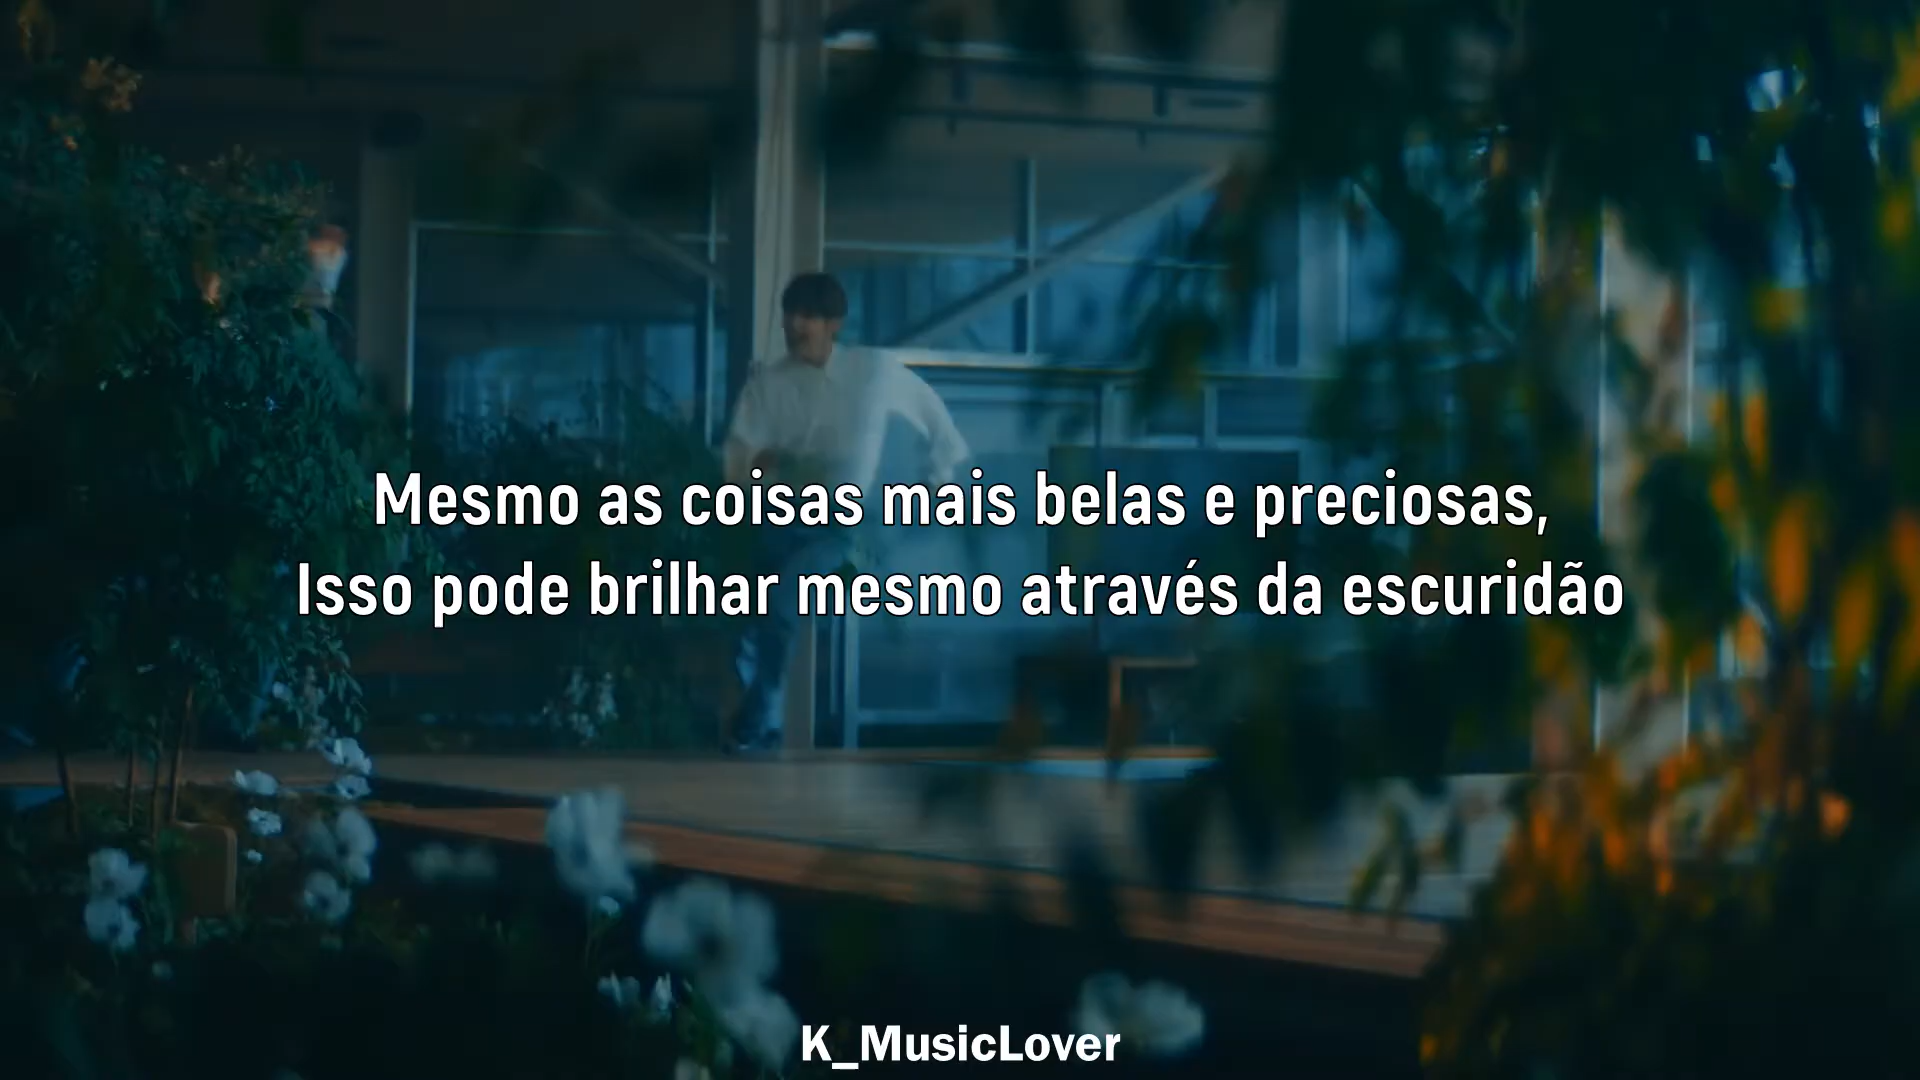 Mesmo as coisas mais belas e preciosas,
Isso pode brilhar mesmo através da escuridão
K_MusicLover